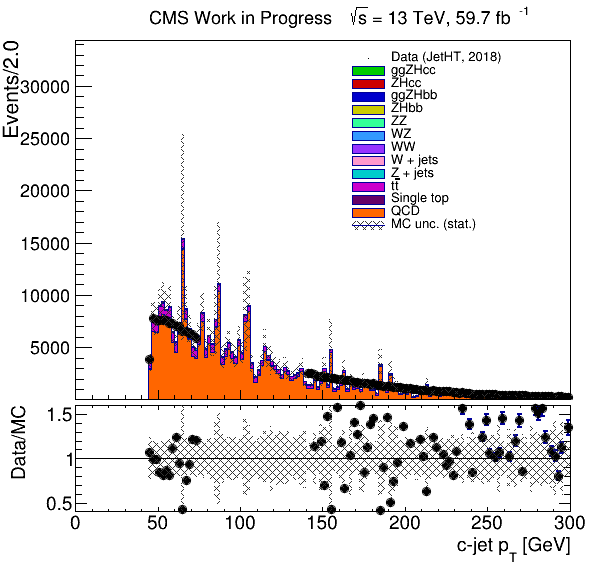 CMS Work in Progress √s = 13 TeV, 59.7 fb⁻¹
Events/2.0
30000
25000
20000
15000
10000
5000
Data (JetHT, 2018)
ggZHcc
ZHcc
ggZHbb
ZHbb
ZZ
WZ
WW
W + jets
Z + jets
tt̅
Single top
QCD
MC unc. (stat.)
Data/MC
1.5
1
0.5
0 50 100 150 200 250 300
c-jet p_T [GeV]